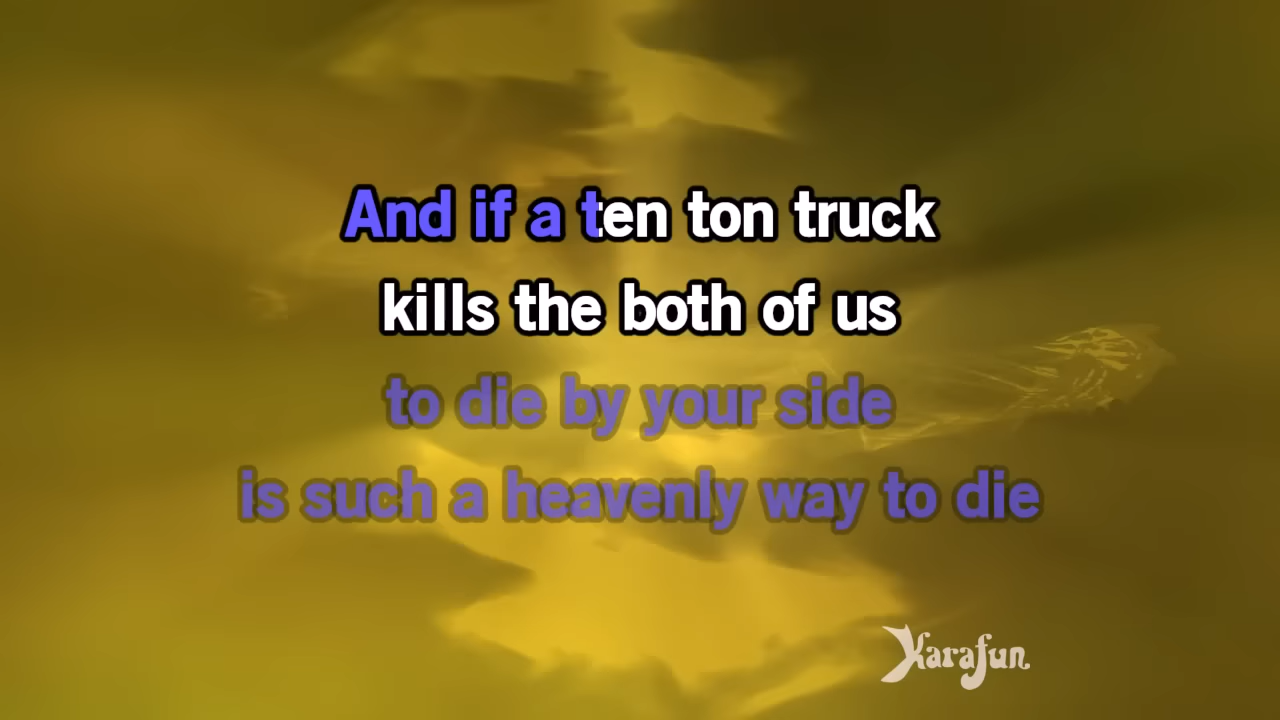 And if a ten ton truck
kills the both of us
to die by your side
is such a heavenly way to die
Karafun